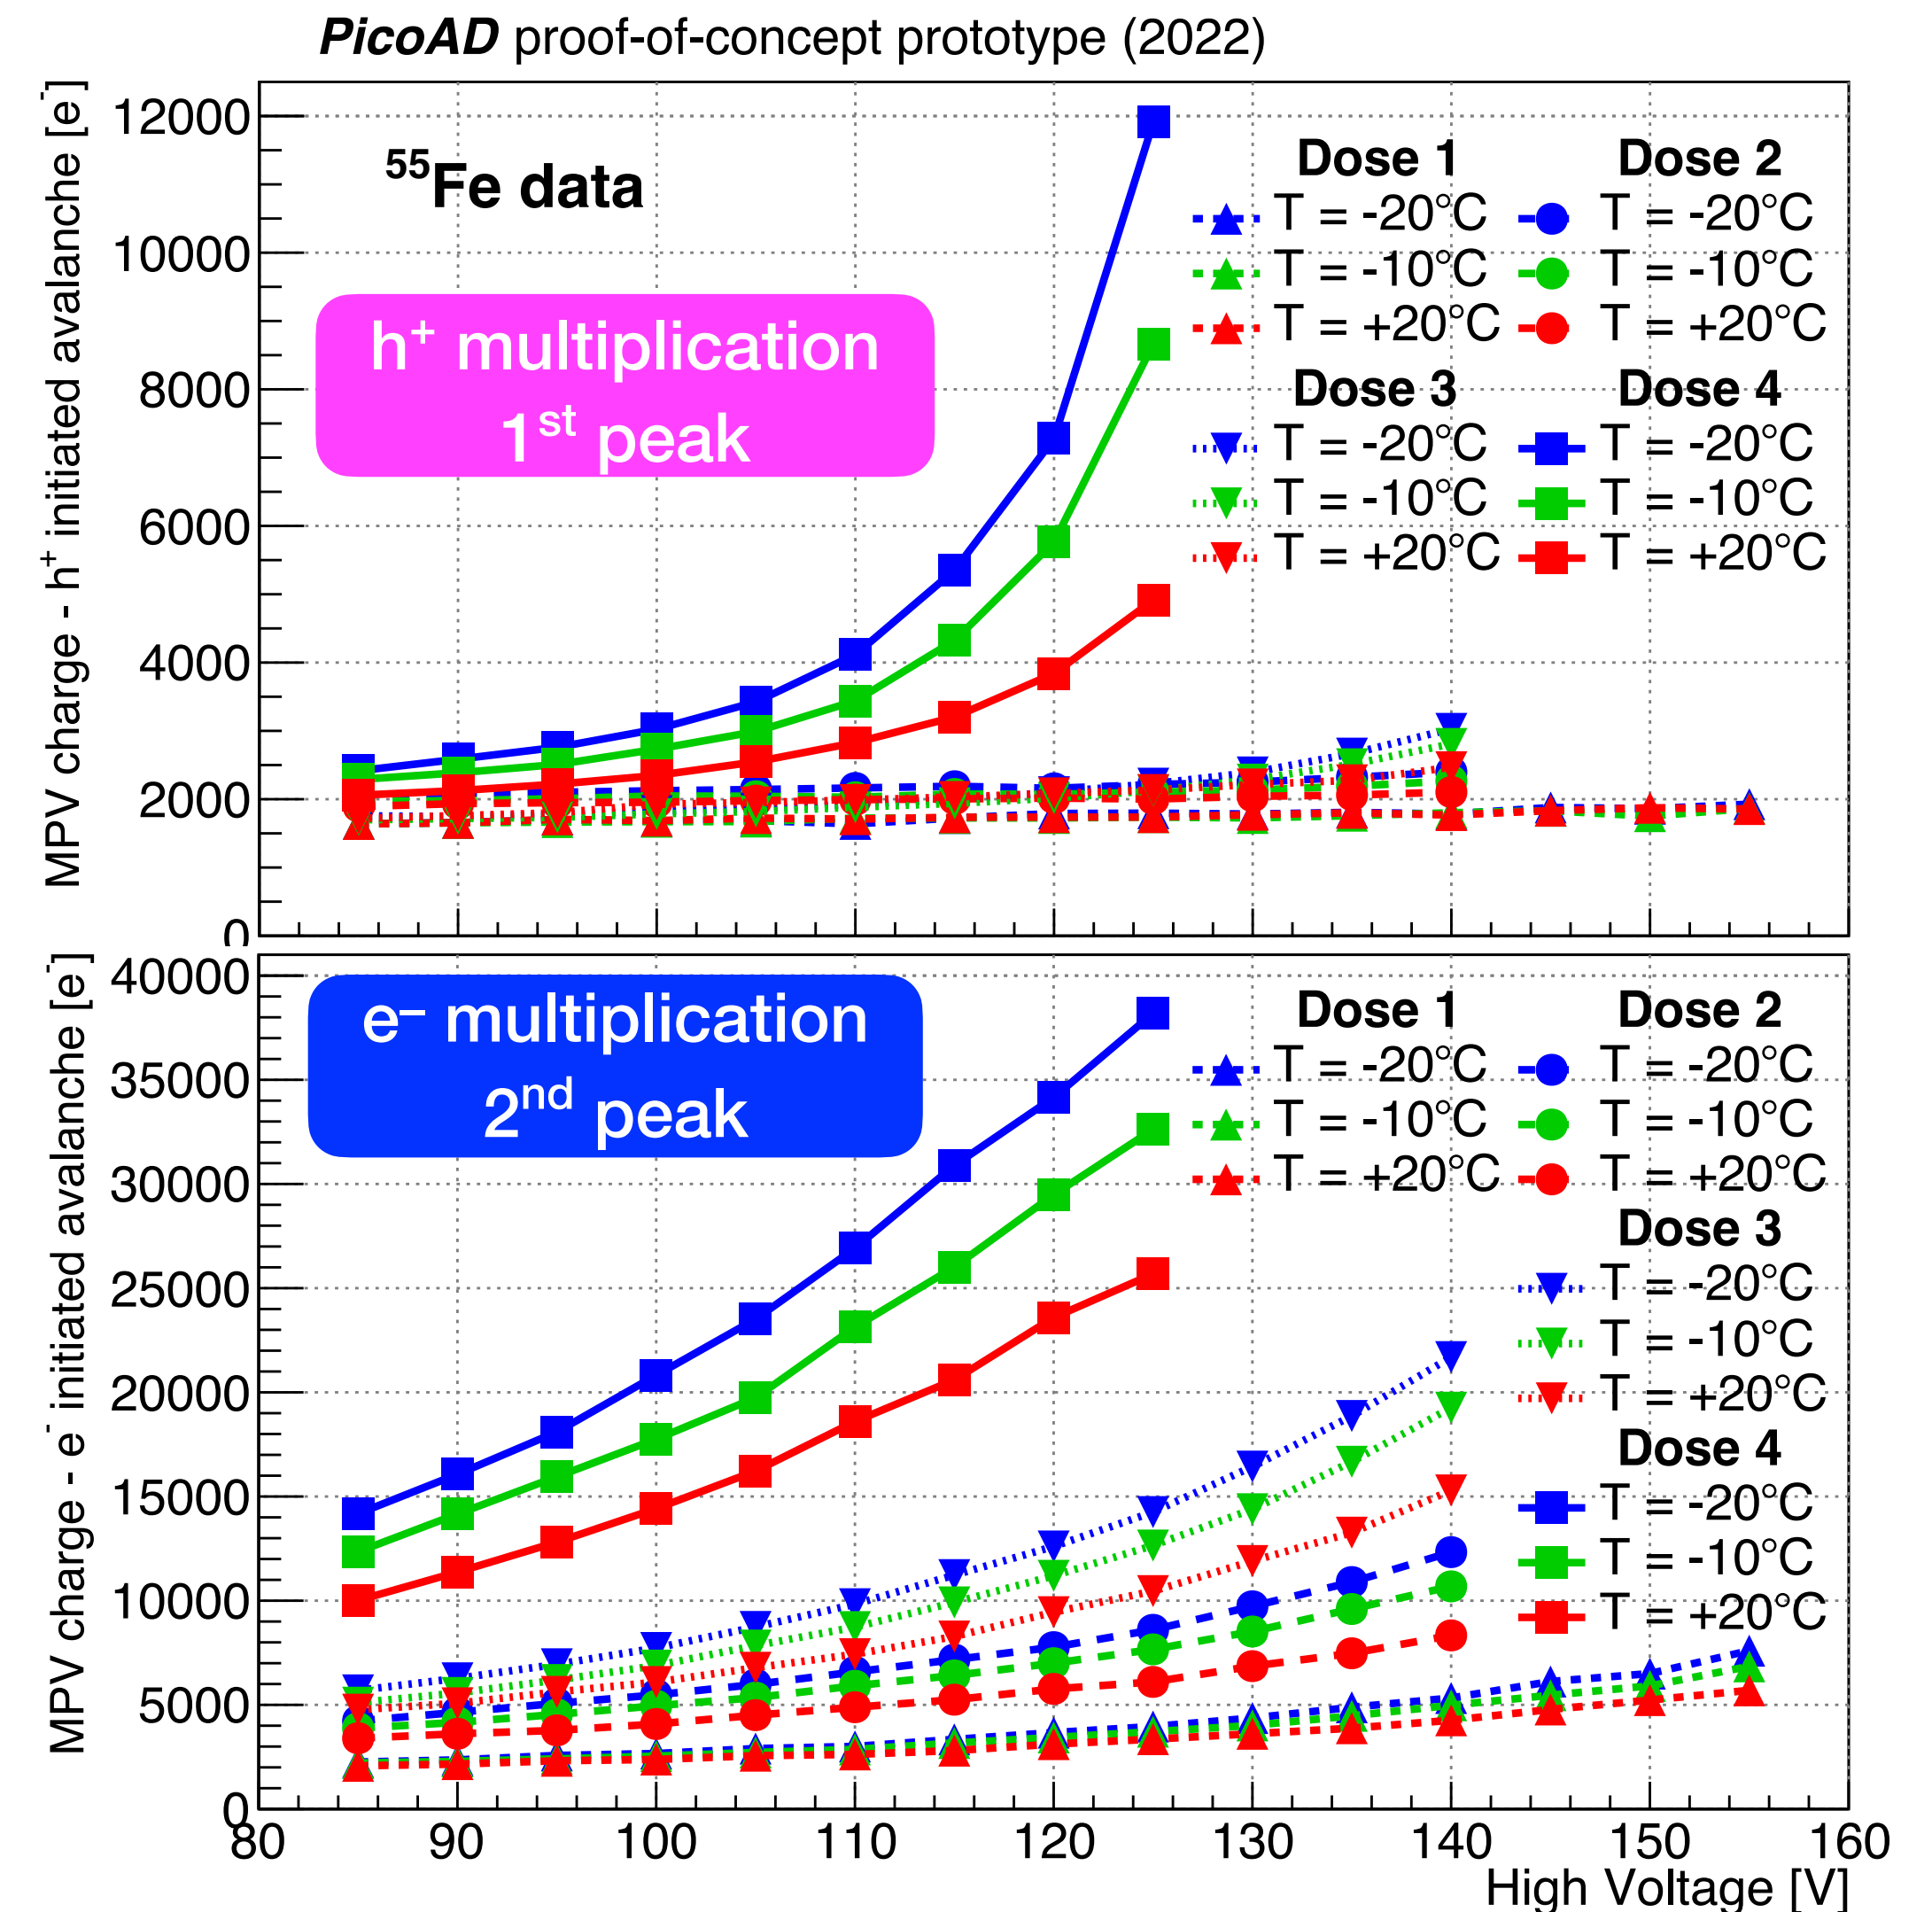 PicoAD proof-of-concept prototype (2022)
MPV charge - h⁺ initiated avalanche [e⁻]
12000
10000
8000
6000
4000
2000
0
⁵⁵Fe data
h⁺ multiplication
1ˢᵗ peak
Dose 1 Dose 2
T = -20°C T = -20°C
T = -10°C T = -10°C
T = +20°C T = +20°C
Dose 3 Dose 4
T = -20°C T = -20°C
T = -10°C T = -10°C
T = +20°C T = +20°C
MPV charge - e⁻ initiated avalanche [e⁻]
40000
35000
30000
25000
20000
15000
10000
5000
0
e⁻ multiplication
2ⁿᵈ peak
Dose 1 Dose 2
T = -20°C T = -20°C
T = -10°C T = -10°C
T = +20°C T = +20°C
Dose 3
T = -20°C
T = -10°C
T = +20°C
Dose 4
T = -20°C
T = -10°C
T = +20°C
80 90 100 110 120 130 140 150 160
High Voltage [V]